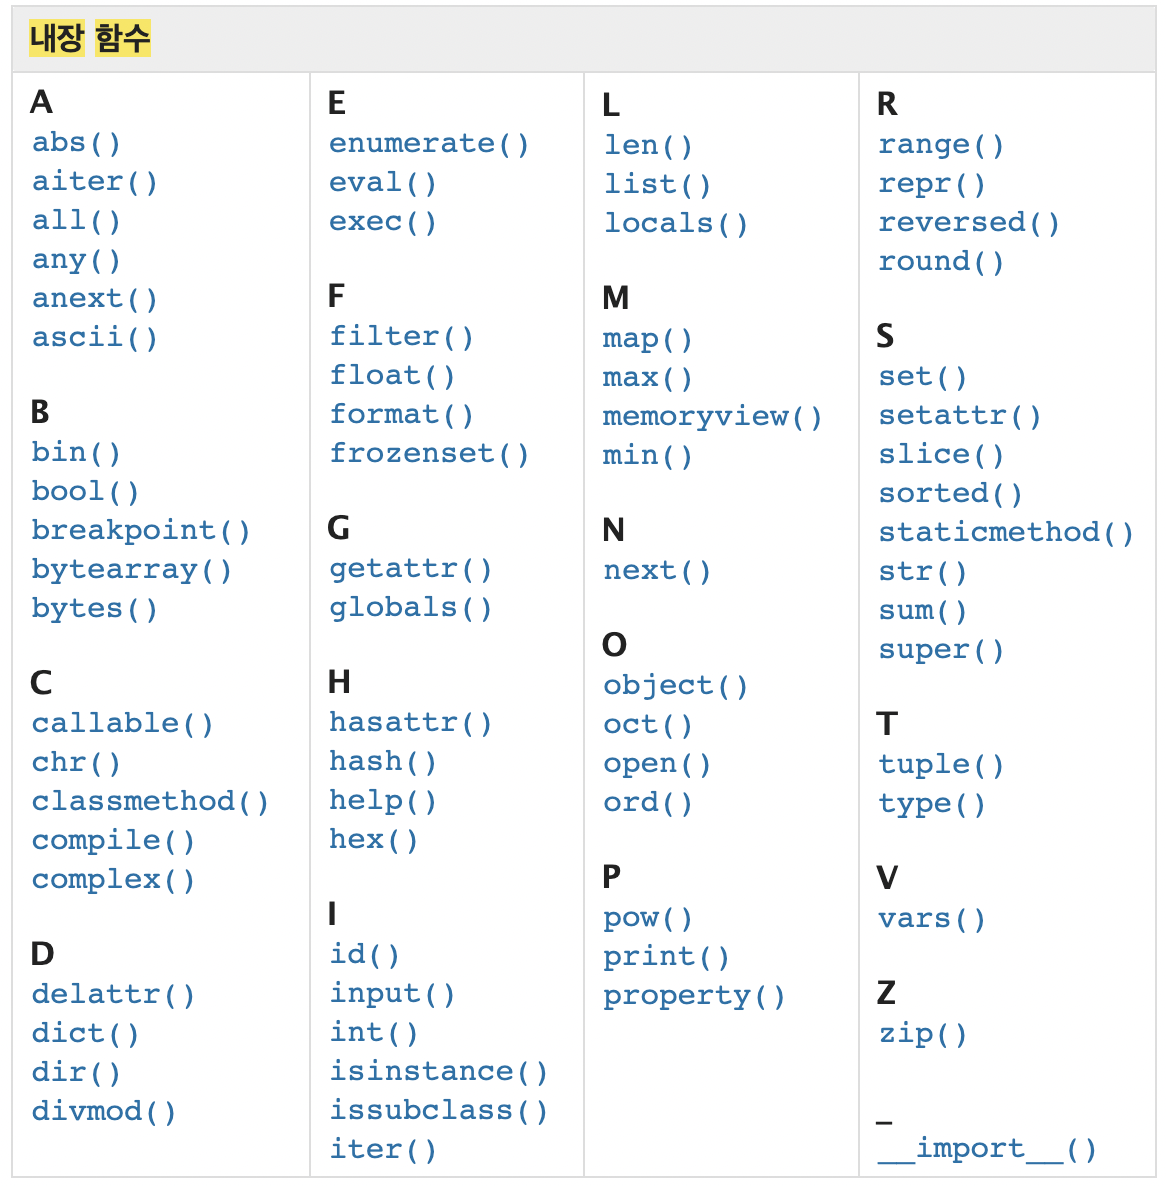 내장 함수
A
abs()
aiter()
all()
any()
anext()
ascii()
B
bin()
bool()
breakpoint()
bytearray()
bytes()
C
callable()
chr()
classmethod()
compile()
complex()
D
delattr()
dict()
dir()
divmod()
E
enumerate()
eval()
exec()
F
filter()
float()
format()
frozenset()
G
getattr()
globals()
H
hasattr()
hash()
help()
hex()
I
id()
input()
int()
isinstance()
issubclass()
iter()
L
len()
list()
locals()
M
map()
max()
memoryview()
min()
N
next()
O
object()
oct()
open()
ord()
P
pow()
print()
property()
R
range()
repr()
reversed()
round()
S
set()
setattr()
slice()
sorted()
staticmethod()
str()
sum()
super()
T
tuple()
type()
V
vars()
Z
zip()
_
__import__()